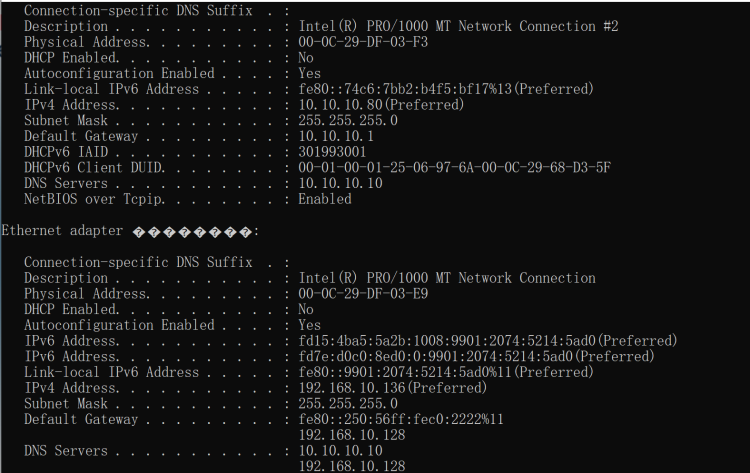 Connection-specific DNS Suffix  . :
Description . . . . . . . . . . . : Intel(R) PRO/1000 MT Network Connection #2
Physical Address. . . . . . . . . : 00-0C-29-DF-03-F3
DHCP Enabled. . . . . . . . . . . : No
Autoconfiguration Enabled . . . . : Yes
Link-local IPv6 Address . . . . . : fe80::74c6:7bb2:b4f5:bf17%13(Preferred)
IPv4 Address. . . . . . . . . . . : 10.10.10.80(Preferred)
Subnet Mask . . . . . . . . . . . : 255.255.255.0
Default Gateway . . . . . . . . . : 10.10.10.1
DHCPv6 IAID . . . . . . . . . . . : 301993001
DHCPv6 Client DUID. . . . . . . . : 00-01-00-01-25-06-97-6A-00-0C-29-68-D3-5F
DNS Servers . . . . . . . . . . . : 10.10.10.10
NetBIOS over Tcpip. . . . . . . . : Enabled
Ethernet adapter ���������:
Connection-specific DNS Suffix  . :
Description . . . . . . . . . . . : Intel(R) PRO/1000 MT Network Connection
Physical Address. . . . . . . . . : 00-0C-29-DF-03-E9
DHCP Enabled. . . . . . . . . . . : No
Autoconfiguration Enabled . . . . : Yes
IPv6 Address. . . . . . . . . . . : fd15:4ba5:5a2b:1008:9901:2074:5214:5ad0(Preferred)
IPv6 Address. . . . . . . . . . . : fd7e:d0c0:8ed0:0:9901:2074:5214:5ad0(Preferred)
Link-local IPv6 Address . . . . . : fe80::9901:2074:5214:5ad0%11(Preferred)
IPv4 Address. . . . . . . . . . . : 192.168.10.136(Preferred)
Subnet Mask . . . . . . . . . . . : 255.255.255.0
Default Gateway . . . . . . . . . : fe80::250:56ff:fec0:2222%11
192.168.10.128
DNS Servers . . . . . . . . . . . : 10.10.10.10
192.168.10.128